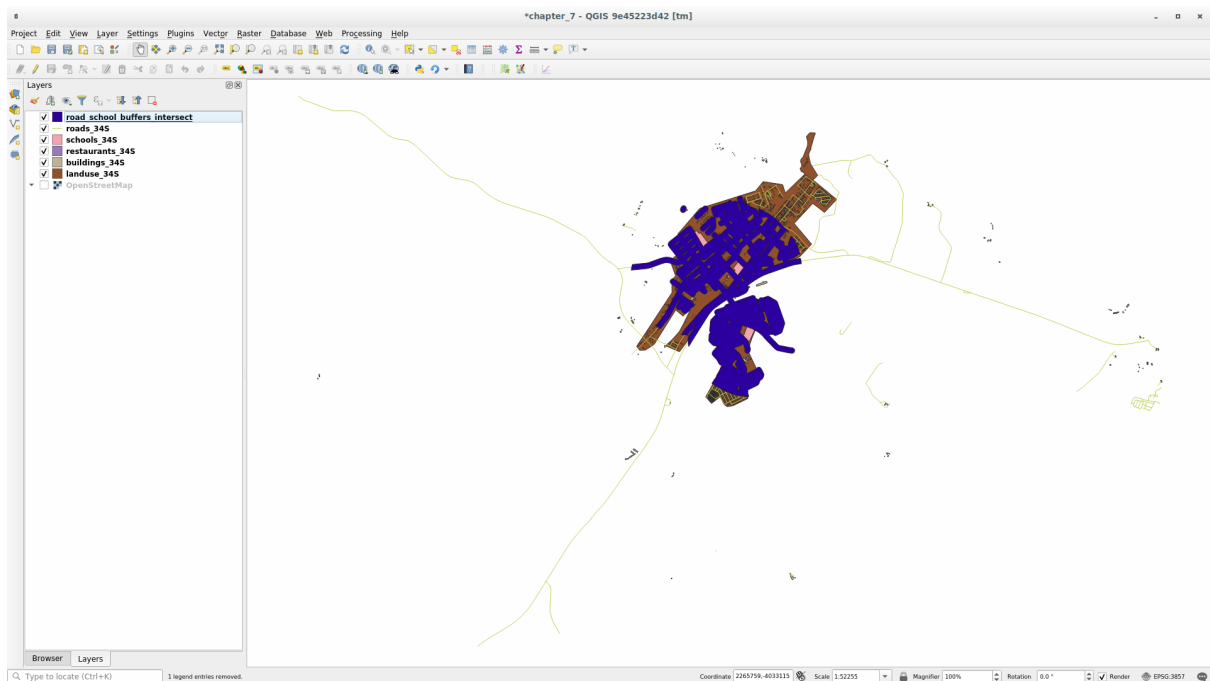 *chapter_7 - QGIS 9e45223d42 [tm]
Project Edit View Layer Settings Plugins Vector Raster Database Web Processing Help
Layers
road_school_buffers_intersect
roads_34S
schools_34S
restaurants_34S
buildings_34S
landuse_34S
OpenStreetMap
Browser Layers
Type to locate (Ctrl+K) 1 legend entries removed. Coordinate 2265759,-4033115 Scale 1:52255 Magnifier 100% Rotation 0.0 ° Render EPSG:3857